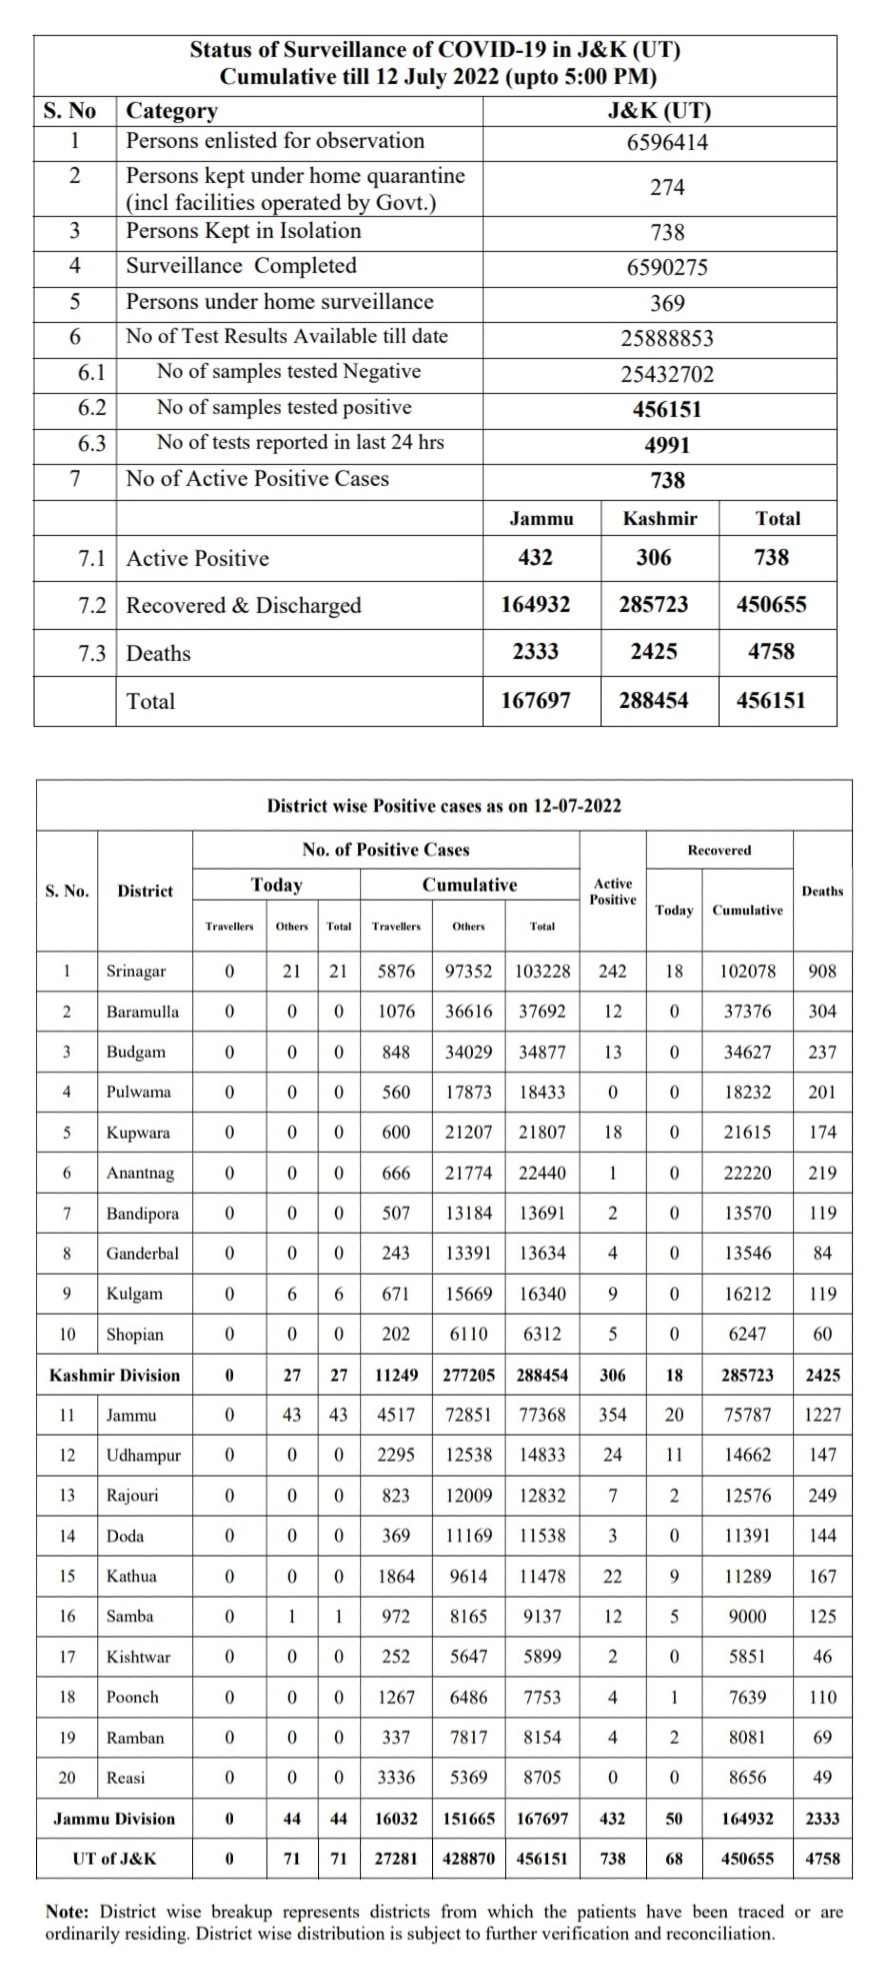 Status of Surveillance of COVID-19 in J&K (UT)
Cumulative till 12 July 2022 (upto 5:00 PM)
S. No Category J&K (UT)
1 Persons enlisted for observation 6596414
2 Persons kept under home quarantine
(incl facilities operated by Govt.) 274
3 Persons Kept in Isolation 738
4 Surveillance Completed 6590275
5 Persons under home surveillance 369
6 No of Test Results Available till date 25888853
6.1 No of samples tested Negative 25432702
6.2 No of samples tested positive 456151
6.3 No of tests reported in last 24 hrs 4991
7 No of Active Positive Cases 738
Jammu Kashmir Total
7.1 Active Positive 432 306 738
7.2 Recovered & Discharged 164932 285723 450655
7.3 Deaths 2333 2425 4758
Total 167697 288454 456151
District wise Positive cases as on 12-07-2022
S. No. District No. of Positive Cases Active Positive Recovered Deaths
Today Cumulative Today Cumulative
Travellers Others Total Travellers Others Total
1 Srinagar 0 21 21 5876 97352 103228 242 18 102078 908
2 Baramulla 0 0 0 1076 36616 37692 12 0 37376 304
3 Budgam 0 0 0 848 34029 34877 13 0 34627 237
4 Pulwama 0 0 0 560 17873 18433 0 0 18232 201
5 Kupwara 0 0 0 600 21207 21807 18 0 21615 174
6 Anantnag 0 0 0 666 21774 22440 1 0 22220 219
7 Bandipora 0 0 0 507 13184 13691 2 0 13570 119
8 Ganderbal 0 0 0 243 13391 13634 4 0 13546 84
9 Kulgam 0 6 6 671 15669 16340 9 0 16212 119
10 Shopian 0 0 0 202 6110 6312 5 0 6247 60
Kashmir Division 0 27 27 11249 277205 288454 306 18 285723 2425
11 Jammu 0 43 43 4517 72851 77368 354 20 75787 1227
12 Udhampur 0 0 0 2295 12538 14833 24 11 14662 147
13 Rajouri 0 0 0 823 12009 12832 7 2 12576 249
14 Doda 0 0 0 369 11169 11538 3 0 11391 144
15 Kathua 0 0 0 1864 9614 11478 22 9 11289 167
16 Samba 0 1 1 972 8165 9137 12 5 9000 125
17 Kishtwar 0 0 0 252 5647 5899 2 0 5851 46
18 Poonch 0 0 0 1267 6486 7753 4 1 7639 110
19 Ramban 0 0 0 337 7817 8154 4 2 8081 69
20 Reasi 0 0 0 3336 5369 8705 0 0 8656 49
Jammu Division 0 44 44 16032 151665 167697 432 50 164932 2333
UT of J&K 0 71 71 27281 428870 456151 738 68 450655 4758
Note: District wise breakup represents districts from which the patients have been traced or are
ordinarily residing. District wise distribution is subject to further verification and reconciliation.